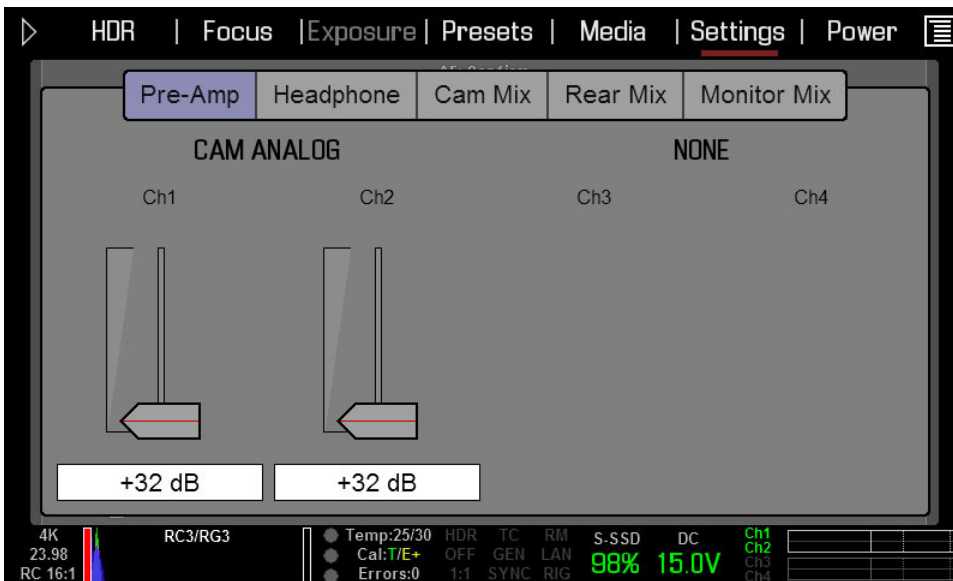 HDR | Focus | Exposure | Presets | Media | Settings | Power
Pre-Amp Headphone Cam Mix Rear Mix Monitor Mix
CAM ANALOG NONE
Ch1 Ch2 Ch3 Ch4
+32 dB +32 dB
4K RC3/RG3 Temp:25/30 HDR TC RM S-SSD DC Ch1
23.98 Cal:T/E+ OFF GEN LAN 98% 15.0V Ch2
RC 16:1 Errors:0 1:1 SYNC RIG Ch3
Ch4